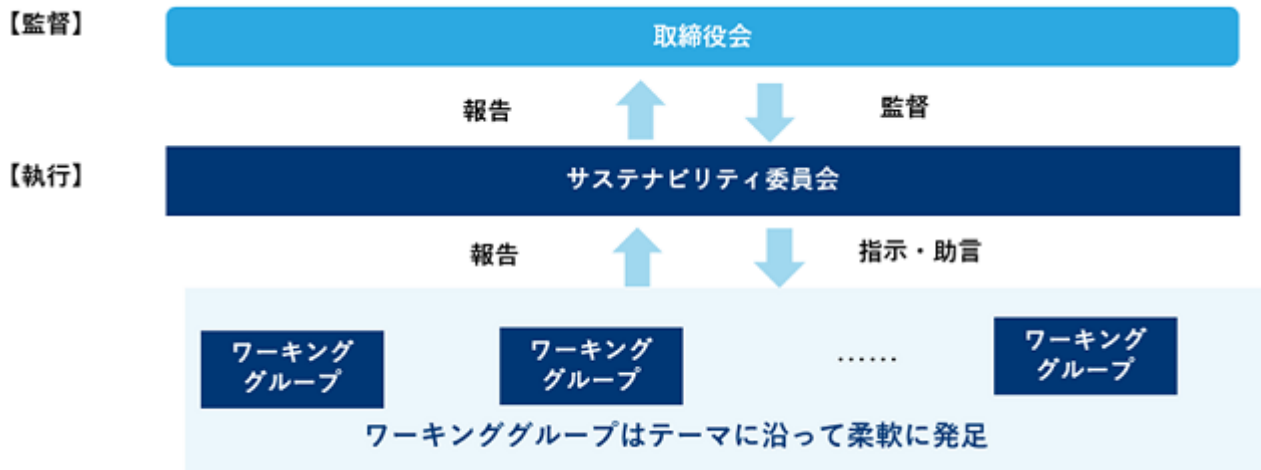 【監督】
取締役会
報告
監督
【執行】
サステナビリティ委員会
報告
指示・助言
ワーキング
グループ
ワーキング
グループ
……
ワーキング
グループ
ワーキンググループはテーマに沿って柔軟に発足